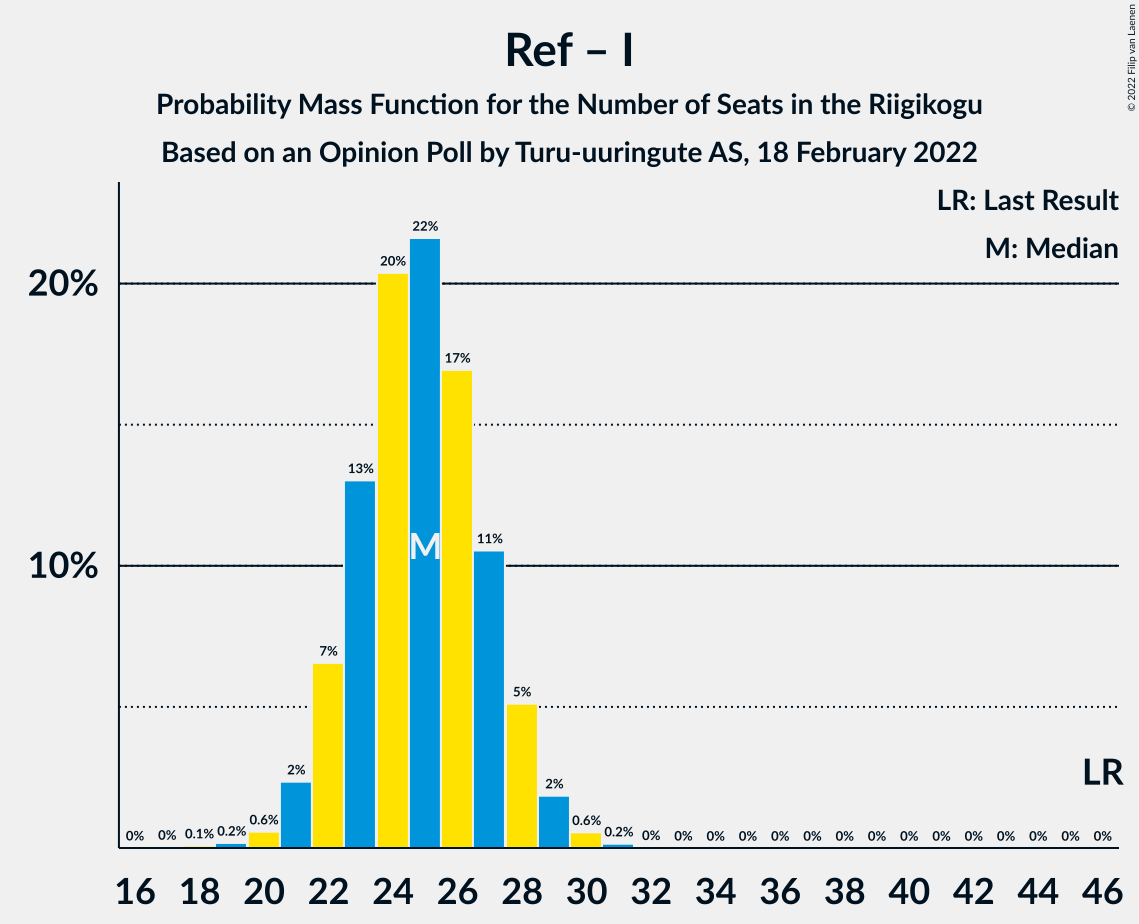 Ref – I
Probability Mass Function for the Number of Seats in the Riigikogu
Based on an Opinion Poll by Turu-uuringute AS, 18 February 2022
© 2022 Filip van Laenen
LR: Last Result
M: Median
20%
10%
0% 0% 0.1% 0.2% 0.6% 2% 7% 13% 20% 22% 17% 11% 5% 2% 0.6% 0.2% 0% 0% 0% 0% 0% 0% 0% 0% 0% 0% 0% 0% 0% 0% 0%
M
LR
16 18 20 22 24 26 28 30 32 34 36 38 40 42 44 46